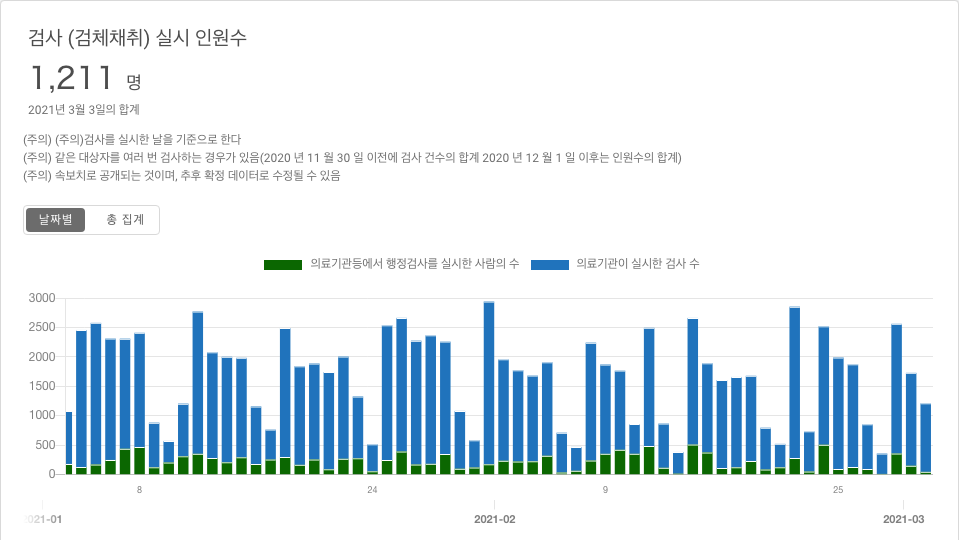 검사 (검체채취) 실시 인원수
1,211 명
2021년 3월 3일의 합계
(주의) (주의)검사를 실시한 날을 기준으로 한다
(주의) 같은 대상자를 여러 번 검사하는 경우가 있음(2020 년 11 월 30 일 이전에 검사 건수의 합계 2020 년 12 월 1 일 이후는 인원수의 합계)
(주의) 속보치로 공개되는 것이며, 추후 확정 데이터로 수정될 수 있음
날짜별 총 집계
의료기관등에서 행정검사를 실시한 사람의 수 의료기관이 실시한 검사 수
3000
2500
2000
1500
1000
500
0
8 24 9 25
021-01 2021-02 2021-03